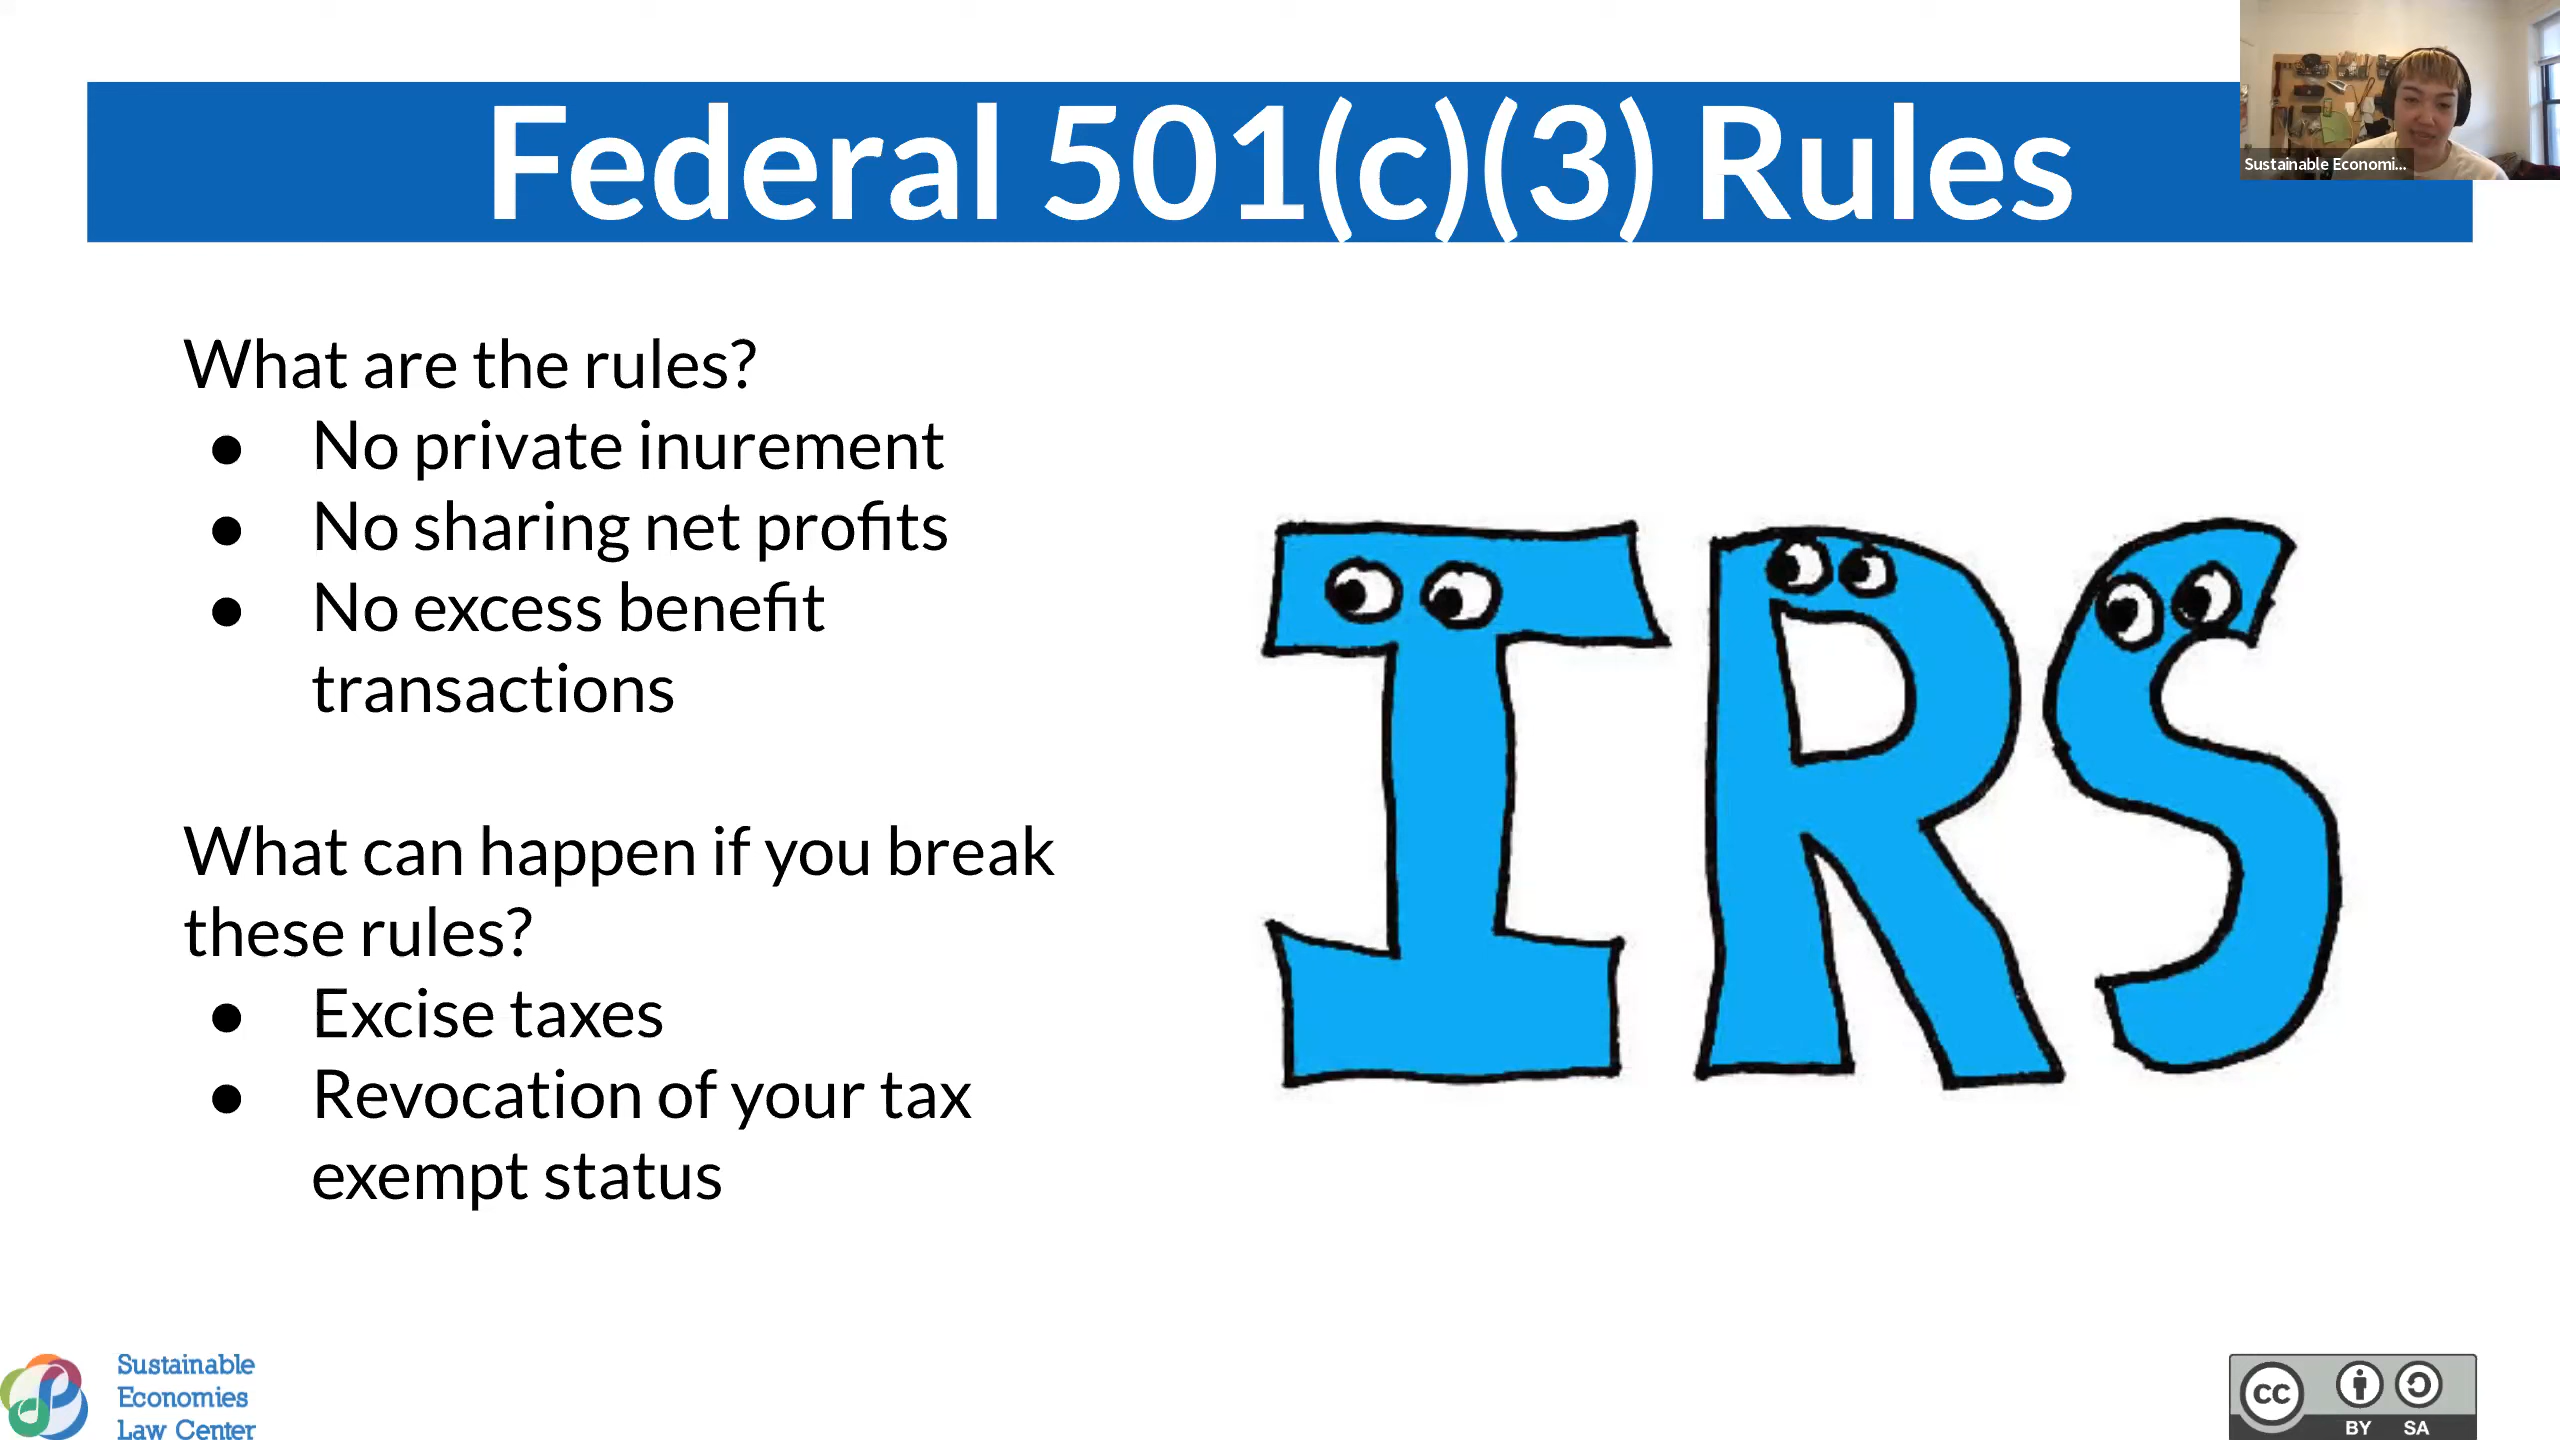 Federal 501(c)(3) Rules
Sustainable Economi...
What are the rules?
● No private inurement
● No sharing net profits
● No excess benefit
transactions
What can happen if you break
these rules?
● Excise taxes
● Revocation of your tax
exempt status
IRS
Sustainable
Economies
Law Center
cc
BY SA